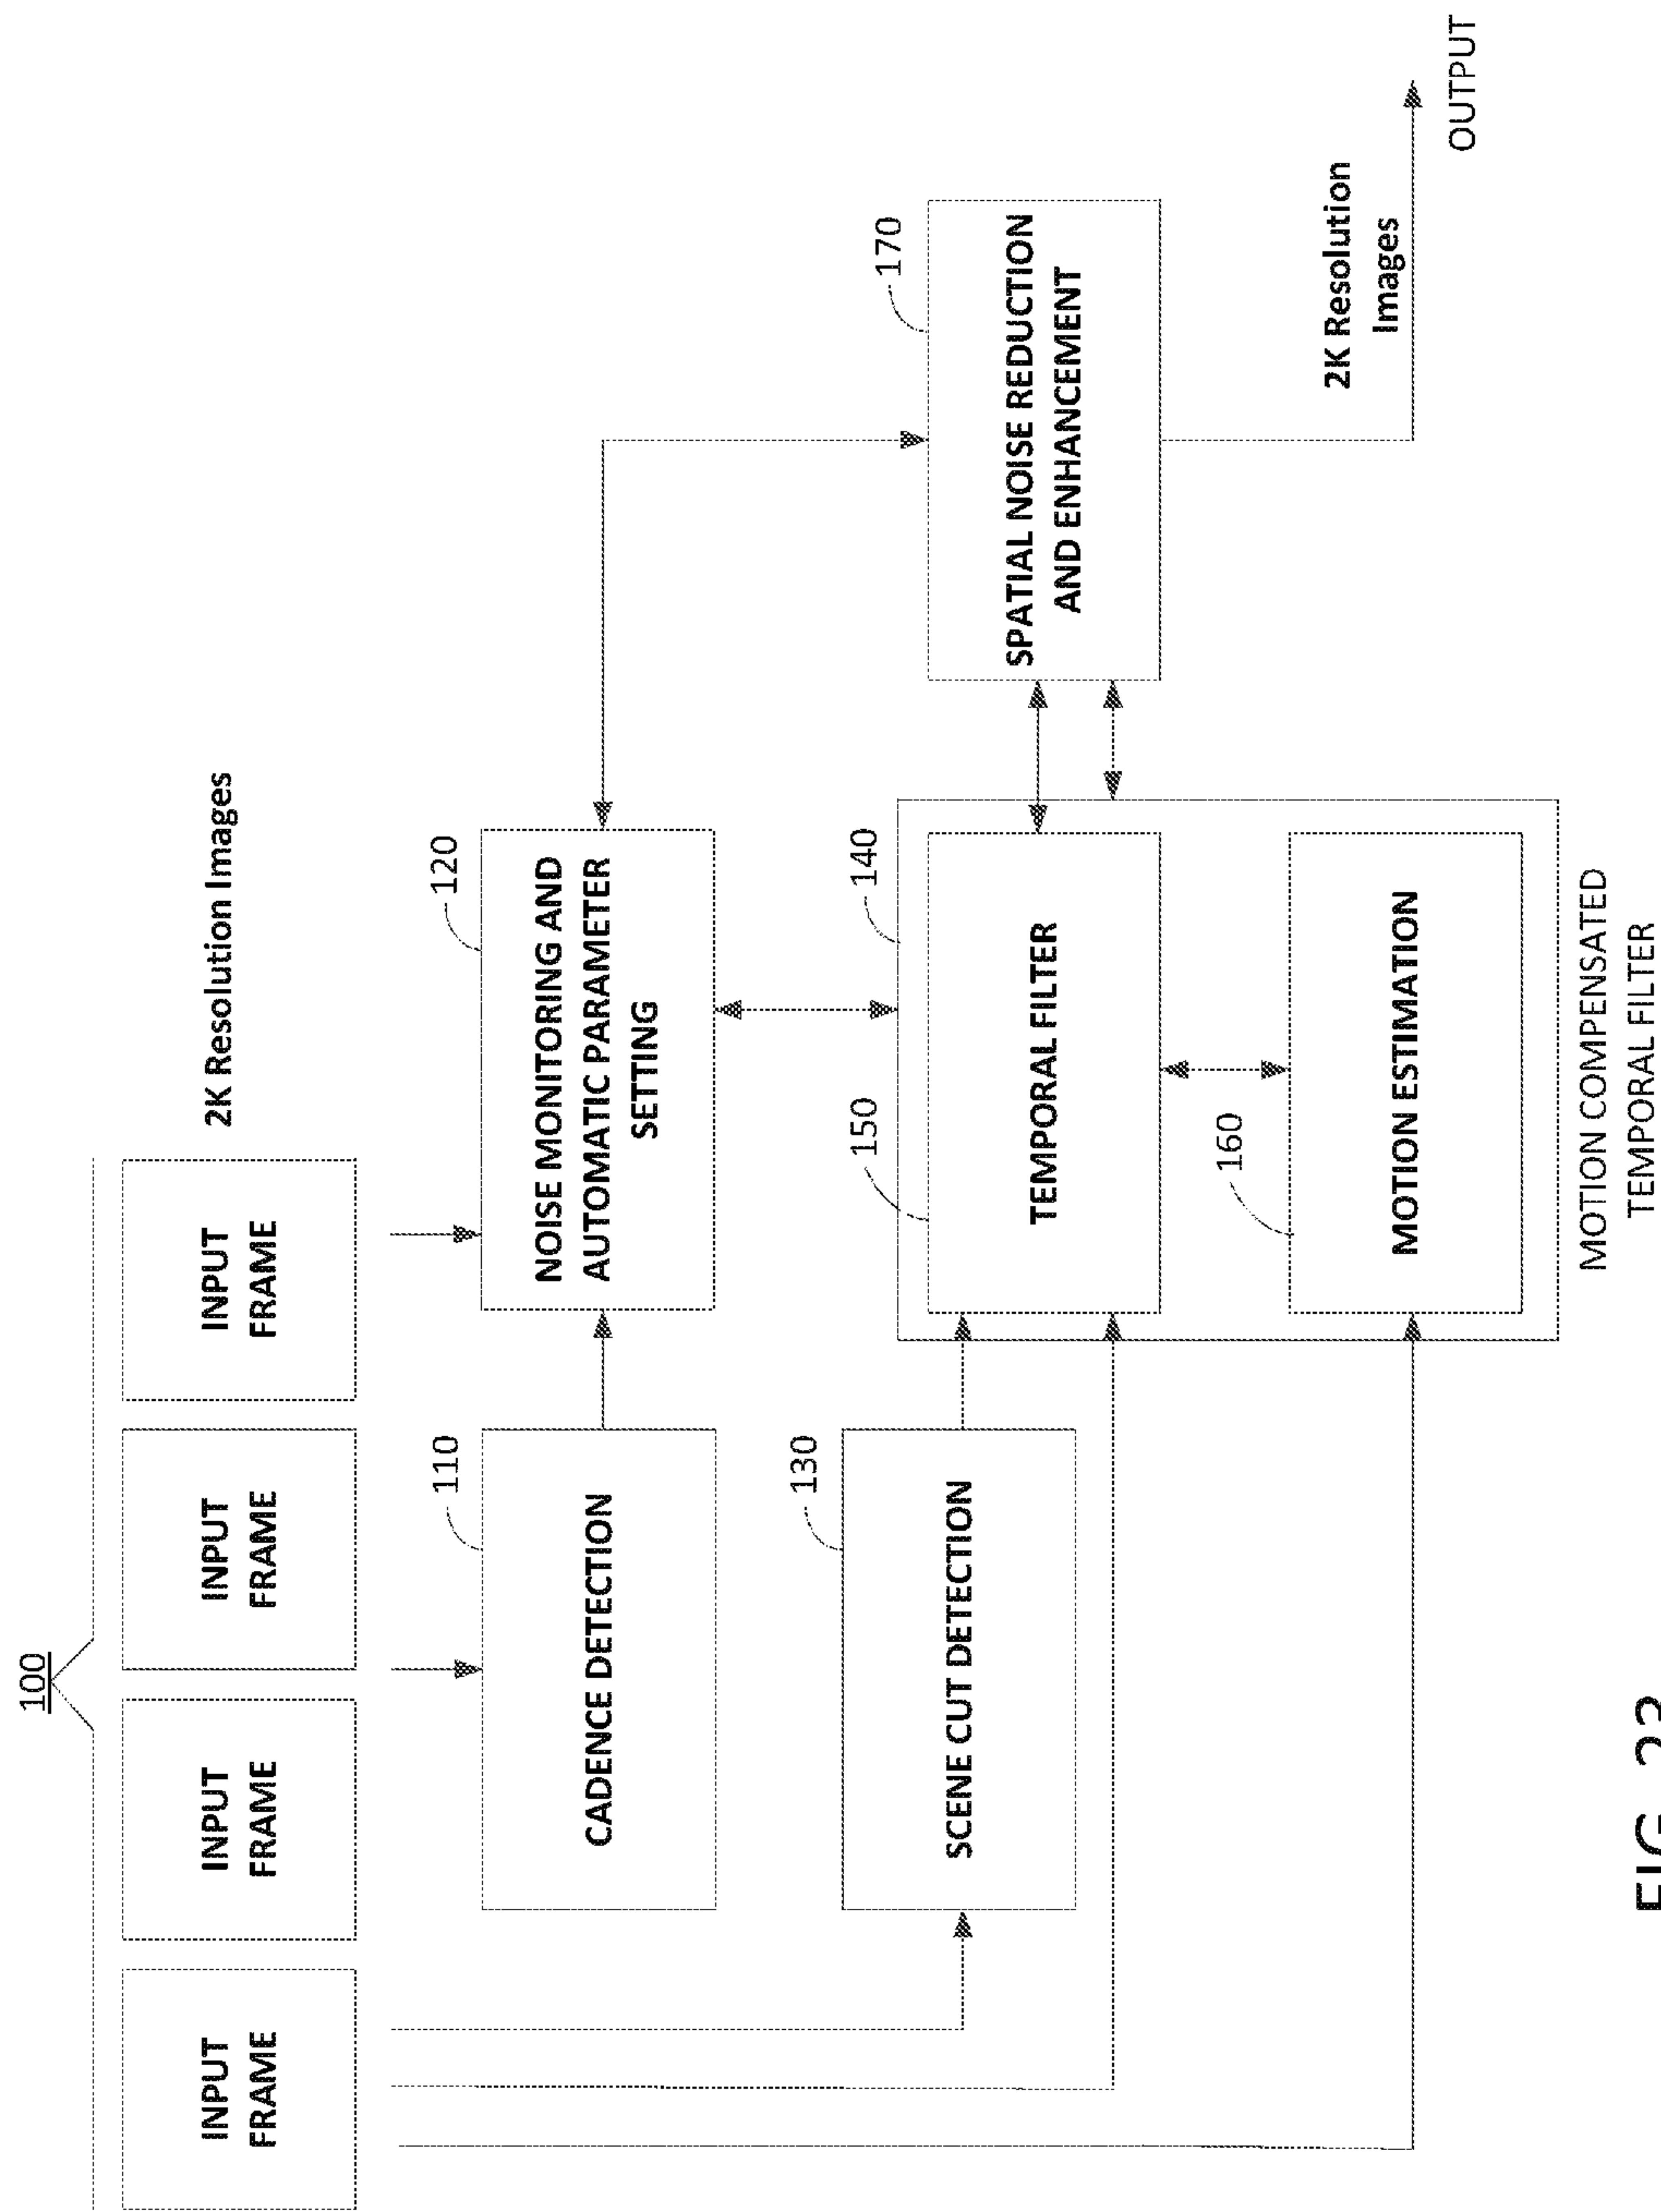 100
INPUT
FRAME
INPUT
FRAME
INPUT
FRAME
INPUT
FRAME
2K Resolution Images
110
CADENCE DETECTION
120
NOISE MONITORING AND
AUTOMATIC PARAMETER
SETTING
130
SCENE CUT DETECTION
140
150
TEMPORAL FILTER
160
MOTION ESTIMATION
MOTION COMPENSATED
TEMPORAL FILTER
170
SPATIAL NOISE REDUCTION
AND ENHANCEMENT
2K Resolution
Images
OUTPUT
FIG. 23